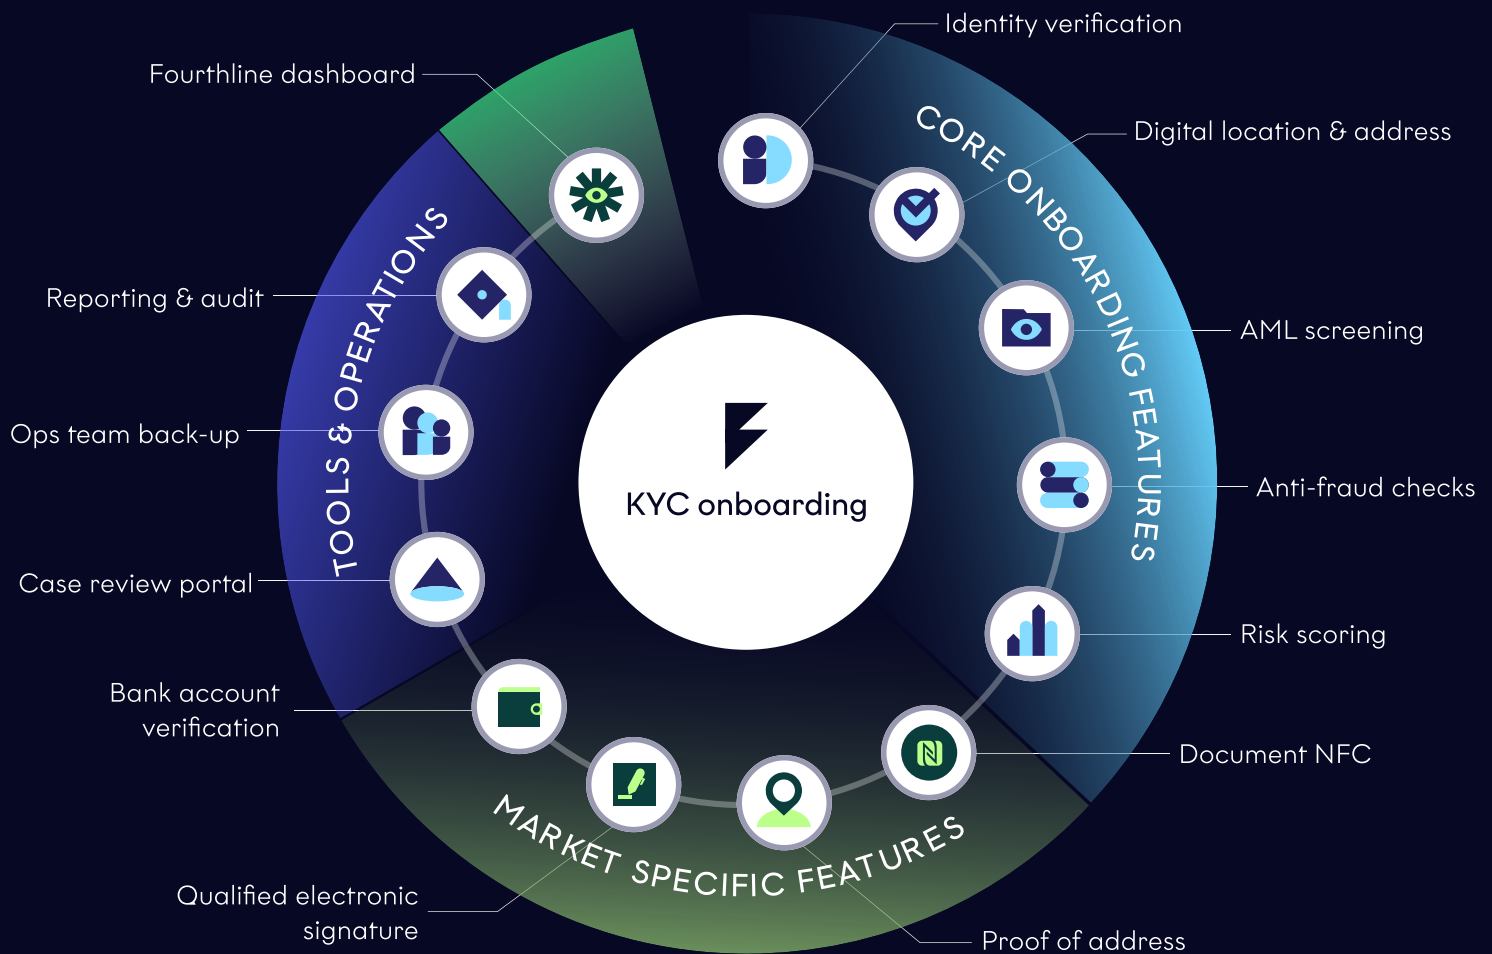 Identity verification
Fourthline dashboard
Digital location & address
CORE ONBOARDING FEATURES
TOOLS & OPERATIONS
Reporting & audit
AML screening
Ops team back-up
Anti-fraud checks
KYC onboarding
Case review portal
Risk scoring
Bank account
verification
Document NFC
MARKET SPECIFIC FEATURES
Qualified electronic
signature
Proof of address